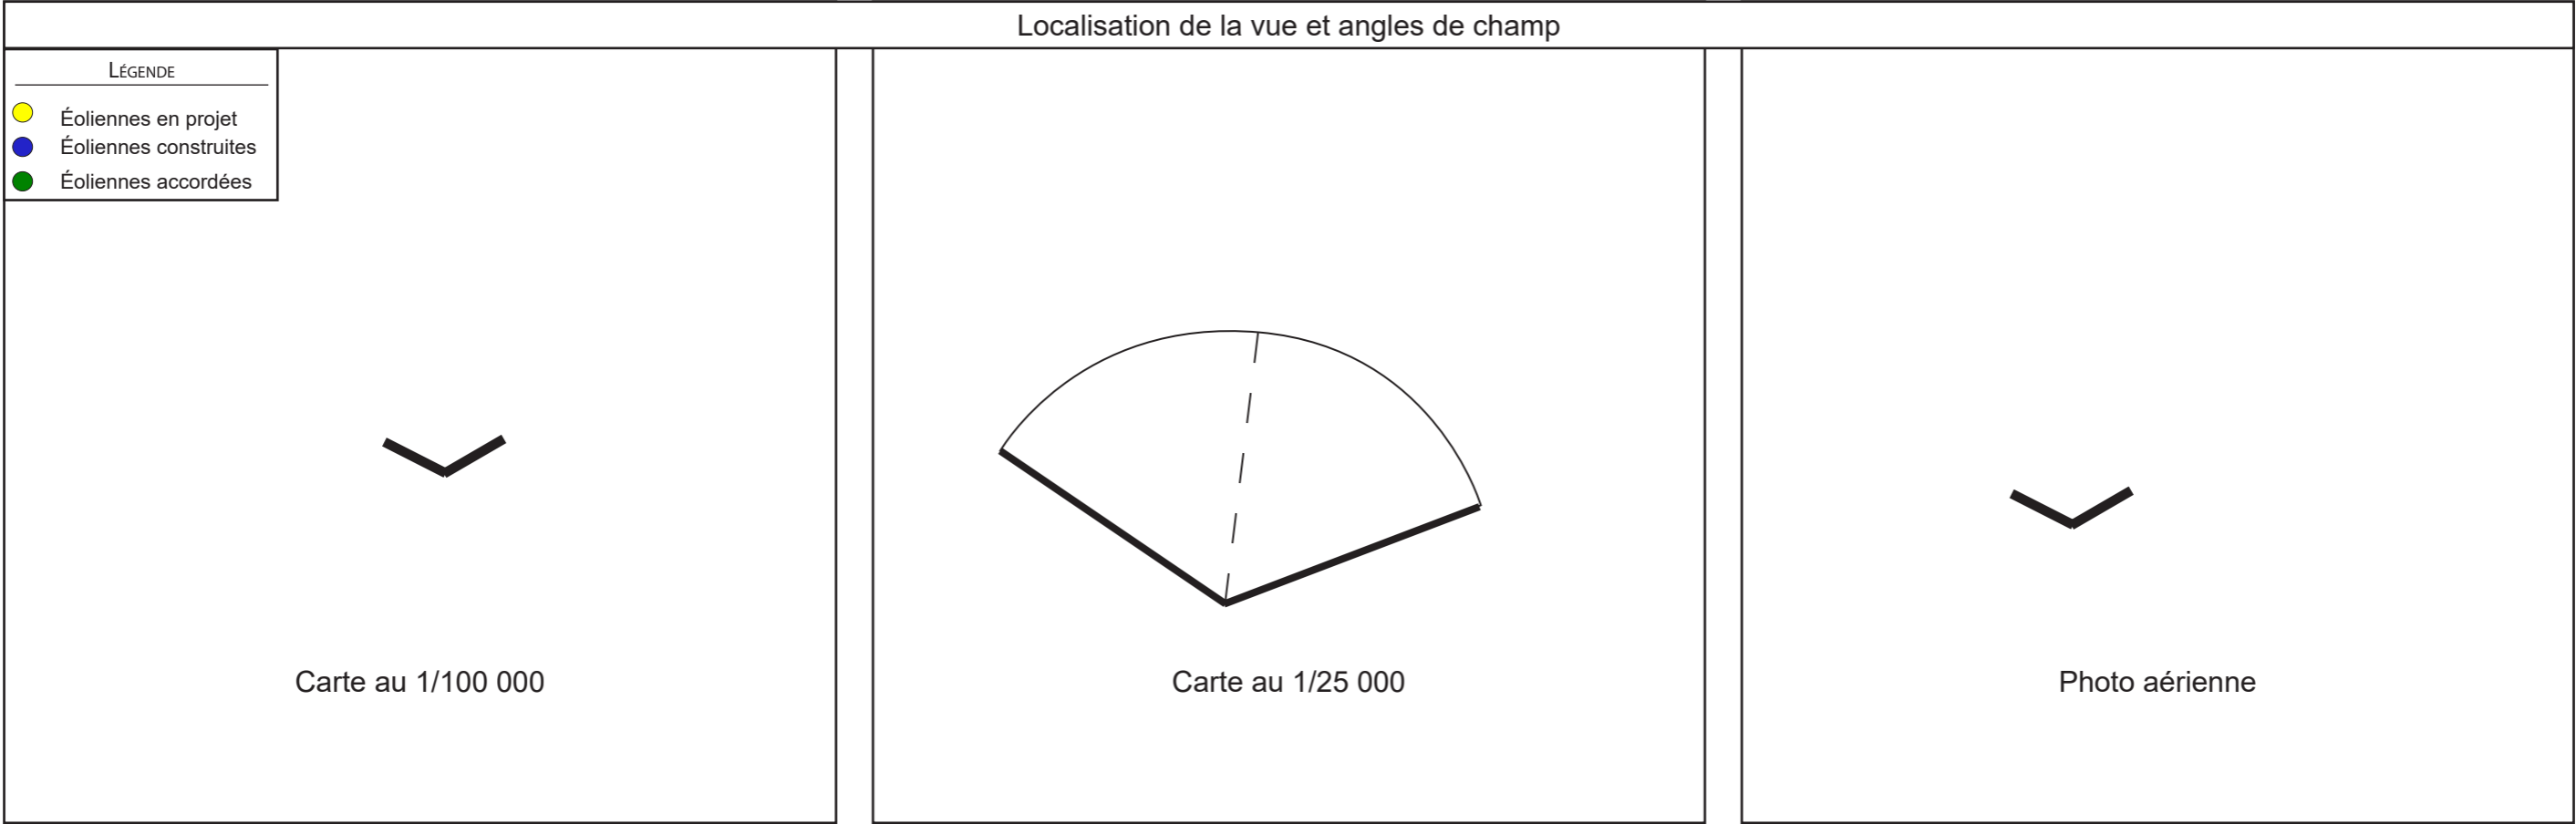 Localisation de la vue et angles de champ
LÉGENDE
Éoliennes en projet
Éoliennes construites
Éoliennes accordées
Carte au 1/100 000
Carte au 1/25 000
Photo aérienne